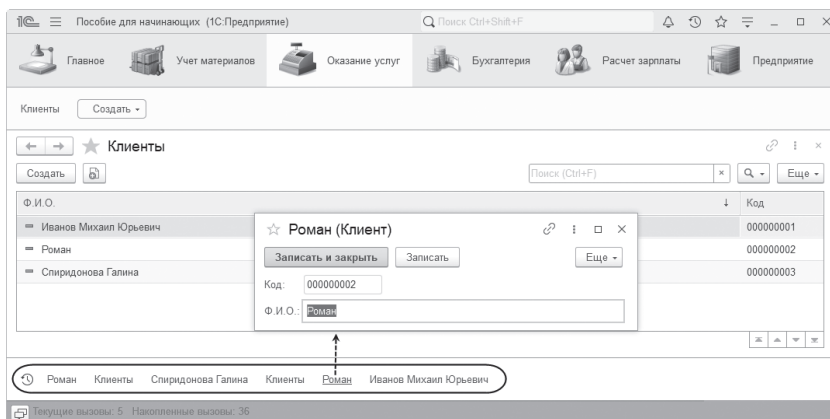 1С Пособие для начинающих (1С:Предприятие) Поиск Ctrl+Shift+F
Главное Учет материалов Оказание услуг Бухгалтерия Расчет зарплаты Предприятие
Клиенты Создать
Клиенты
Создать Поиск (Ctrl+F) × Еще
Ф.И.О. ↓ Код
Иванов Михаил Юрьевич 000000001
Роман 000000002
Спиридонова Галина 000000003
Роман (Клиент)
Записать и закрыть Записать Еще
Код: 000000002
Ф.И.О.: Роман
Роман Клиенты Спиридонова Галина Клиенты Роман Иванов Михаил Юрьевич
Текущие вызовы: 5 Накопленные вызовы: 36